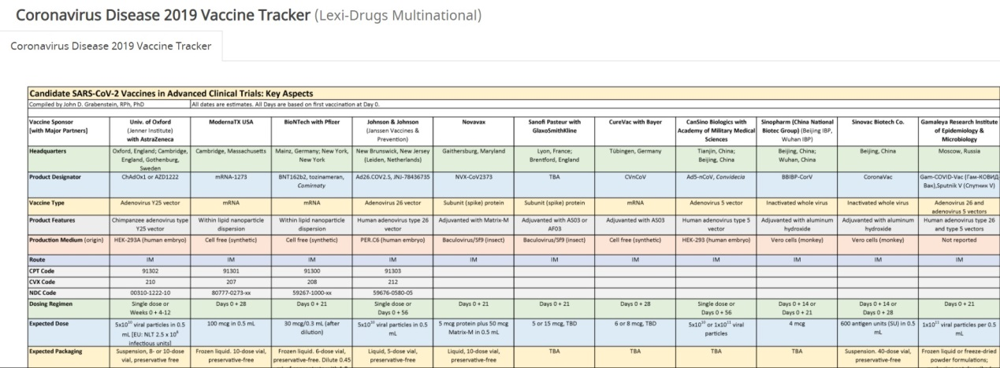 Coronavirus Disease 2019 Vaccine Tracker (Lexi-Drugs Multinational)
Coronavirus Disease 2019 Vaccine Tracker
Candidate SARS-CoV-2 Vaccines in Advanced Clinical Trials: Key Aspects
Compiled by John D. Grabenstein, RPh, PhD
All dates are estimates. All Days are based on first vaccination at Day 0.
Vaccine Sponsor
[with Major Partners]
Univ. of Oxford
(Jenner Institute)
with AstraZeneca
ModernaTX USA
BioNTech with Pfizer
Johnson & Johnson
(Janssen Vaccines &
Prevention)
Novavax
Sanofi Pasteur with
GlaxoSmithKline
CureVac with Bayer
CanSino Biologics with
Academy of Military Medical
Sciences
Sinopharm (China National
Biotec Group) (Beijing IBP,
Wuhan IBP)
Sinovac Biotech Co.
Gamaleya Research Institute
of Epidemiology &
Microbiology
Headquarters
Oxford, England; Cambridge,
England, Gothenburg,
Sweden
Cambridge, Massachusetts
Mainz, Germany; New York,
New York
New Brunswick, New Jersey
(Leiden, Netherlands)
Gaithersburg, Maryland
Lyon, France;
Brentford, England
Tübingen, Germany
Tianjin, China;
Beijing, China
Beijing, China;
Wuhan, China
Beijing, China
Moscow, Russia
Product Designator
ChAdOx1 or AZD1222
mRNA-1273
BNT162b2, tozinameran,
Comirnaty
Ad26.COV2.5, JNJ-78436735
NVX-CoV2373
TBA
CVnCoV
Ad5-nCoV, Convidecia
BBIBP-CorV
CoronaVac
Gam-COVID-Vac (Гам-КОВИД-
Вак),Sputnik V (Спутник V)
Vaccine Type
Adenovirus Y25 vector
mRNA
mRNA
Adenovirus 26 vector
Subunit (spike) protein
Subunit (spike) protein
mRNA
Adenovirus 5 vector
Inactivated whole virus
Inactivated whole virus
Adenovirus 26 and
adenovirus 5 vectors
Product Features
Chimpanzee adenovirus type
Y25 vector
Within lipid nanoparticle
dispersion
Within lipid nanoparticle
dispersion
Human adenovirus type 26
vector
Adjuvanted with Matrix-M
Adjuvanted with AS03 or
AF03
Adjuvanted with AS03
Human adenovirus type 5
vector
Adjuvanted with aluminum
hydroxide
Adjuvanted with aluminum
hydroxide
Human adenovirus type 26
and type 5 vectors
Production Medium (origin)
HEK-293A (human embryo)
Cell free (synthetic)
Cell free (synthetic)
PER.C6 (human embryo)
Baculovirus/Sf9 (insect)
Baculovirus/Sf9 (insect)
Cell free (synthetic)
HEK-293 (human embryo)
Vero cells (monkey)
Vero cells (monkey)
Not reported
Route
IM
IM
IM
IM
IM
IM
IM
IM
IM
IM
IM
CPT Code
91302
91301
91300
91303
CVX Code
210
207
208
212
NDC Code
00310-1222-10
80777-0273-xx
59267-1000-xx
59676-0580-05
Dosing Regimen
Single dose or
Weeks 0 + 4-12
Days 0 + 28
Days 0 + 21
Single dose or
Days 0 + 56
Days 0 + 21
Days 0 + 21
Days 0 + 28
Single dose or
Days 0 + 56
Days 0 + 14 or
Days 0 + 21
Days 0 + 14 or
Days 0 + 28
Days 0 + 21
Expected Dose
5x10¹⁰ viral particles in 0.5
mL [EU: NLT 2.5 x 10⁸
infectious units]
100 mcg in 0.5 mL
30 mcg/0.3 mL (after
dilution)
5x10¹⁰ viral particles in 0.5
mL
5 mcg protein plus 50 mcg
Matrix-M in 0.5 mL
5 or 15 mcg, TBD
6 or 8 mcg, TBD
5x10¹⁰ or 1x10¹¹ viral
particles
4 mcg
600 antigen units (SU) in 0.5
mL
1x10¹¹ viral particles per 0.5
mL
Expected Packaging
Suspension, 8- or 10-dose
vial, preservative free
Frozen liquid. 10-dose vial,
preservative-free
Frozen liquid. 6-dose vial,
preservative-free. Dilute 0.45
Liquid, 5-dose vial,
preservative-free
Liquid, 10-dose vial,
preservative-free
TBA
TBA
TBA
TBA
Suspension. 40-dose vial,
preservative-free
Frozen liquid or freeze-dried
powder formulations;